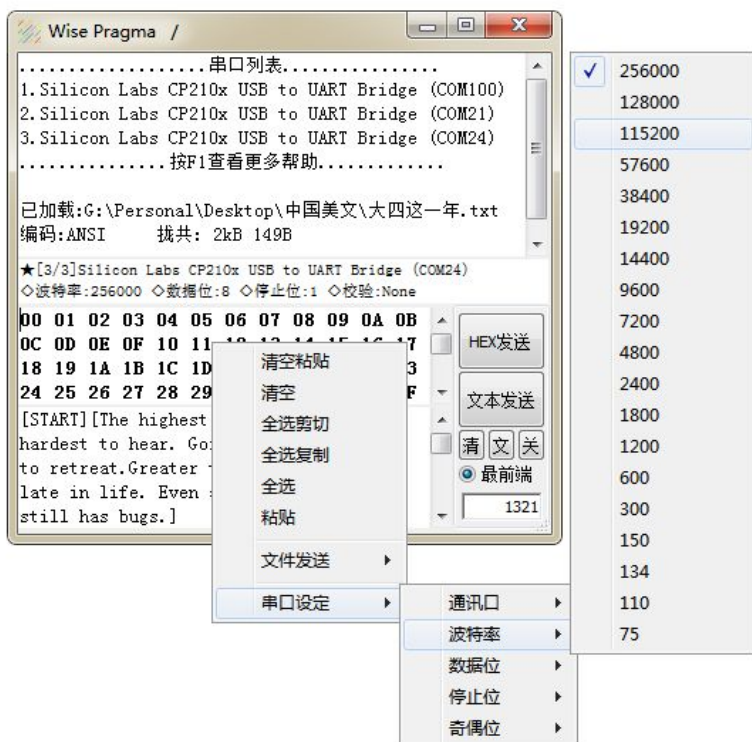 Wise Pragma /
..................串口列表................
1.Silicon Labs CP210x USB to UART Bridge (COM100)
2.Silicon Labs CP210x USB to UART Bridge (COM21)
3.Silicon Labs CP210x USB to UART Bridge (COM24)
...............按F1查看更多帮助.............
已加载:G:\Personal\Desktop\中国美文\大四这一年.txt
编码:ANSI 拢共: 2kB 149B
★[3/3]Silicon Labs CP210x USB to UART Bridge (COM24)
◇波特率:256000 ◇数据位:8 ◇停止位:1 ◇校验:None
00 01 02 03 04 05 06 07 08 09 0A 0B
0C 0D 0E 0F 10 11
18 19 1A 1B 1C 1D
24 25 26 27 28 29
HEX发送
文本发送
[START][The highest
hardest to hear. Go
to retreat.Greater
late in life. Even
still has bugs.]
清 文 关
最前端
1321
清空粘贴
清空
全选剪切
全选复制
全选
粘贴
文件发送
串口设定
通讯口
波特率
数据位
停止位
奇偶位
256000
128000
115200
57600
38400
19200
14400
9600
7200
4800
2400
1800
1200
600
300
150
134
110
75